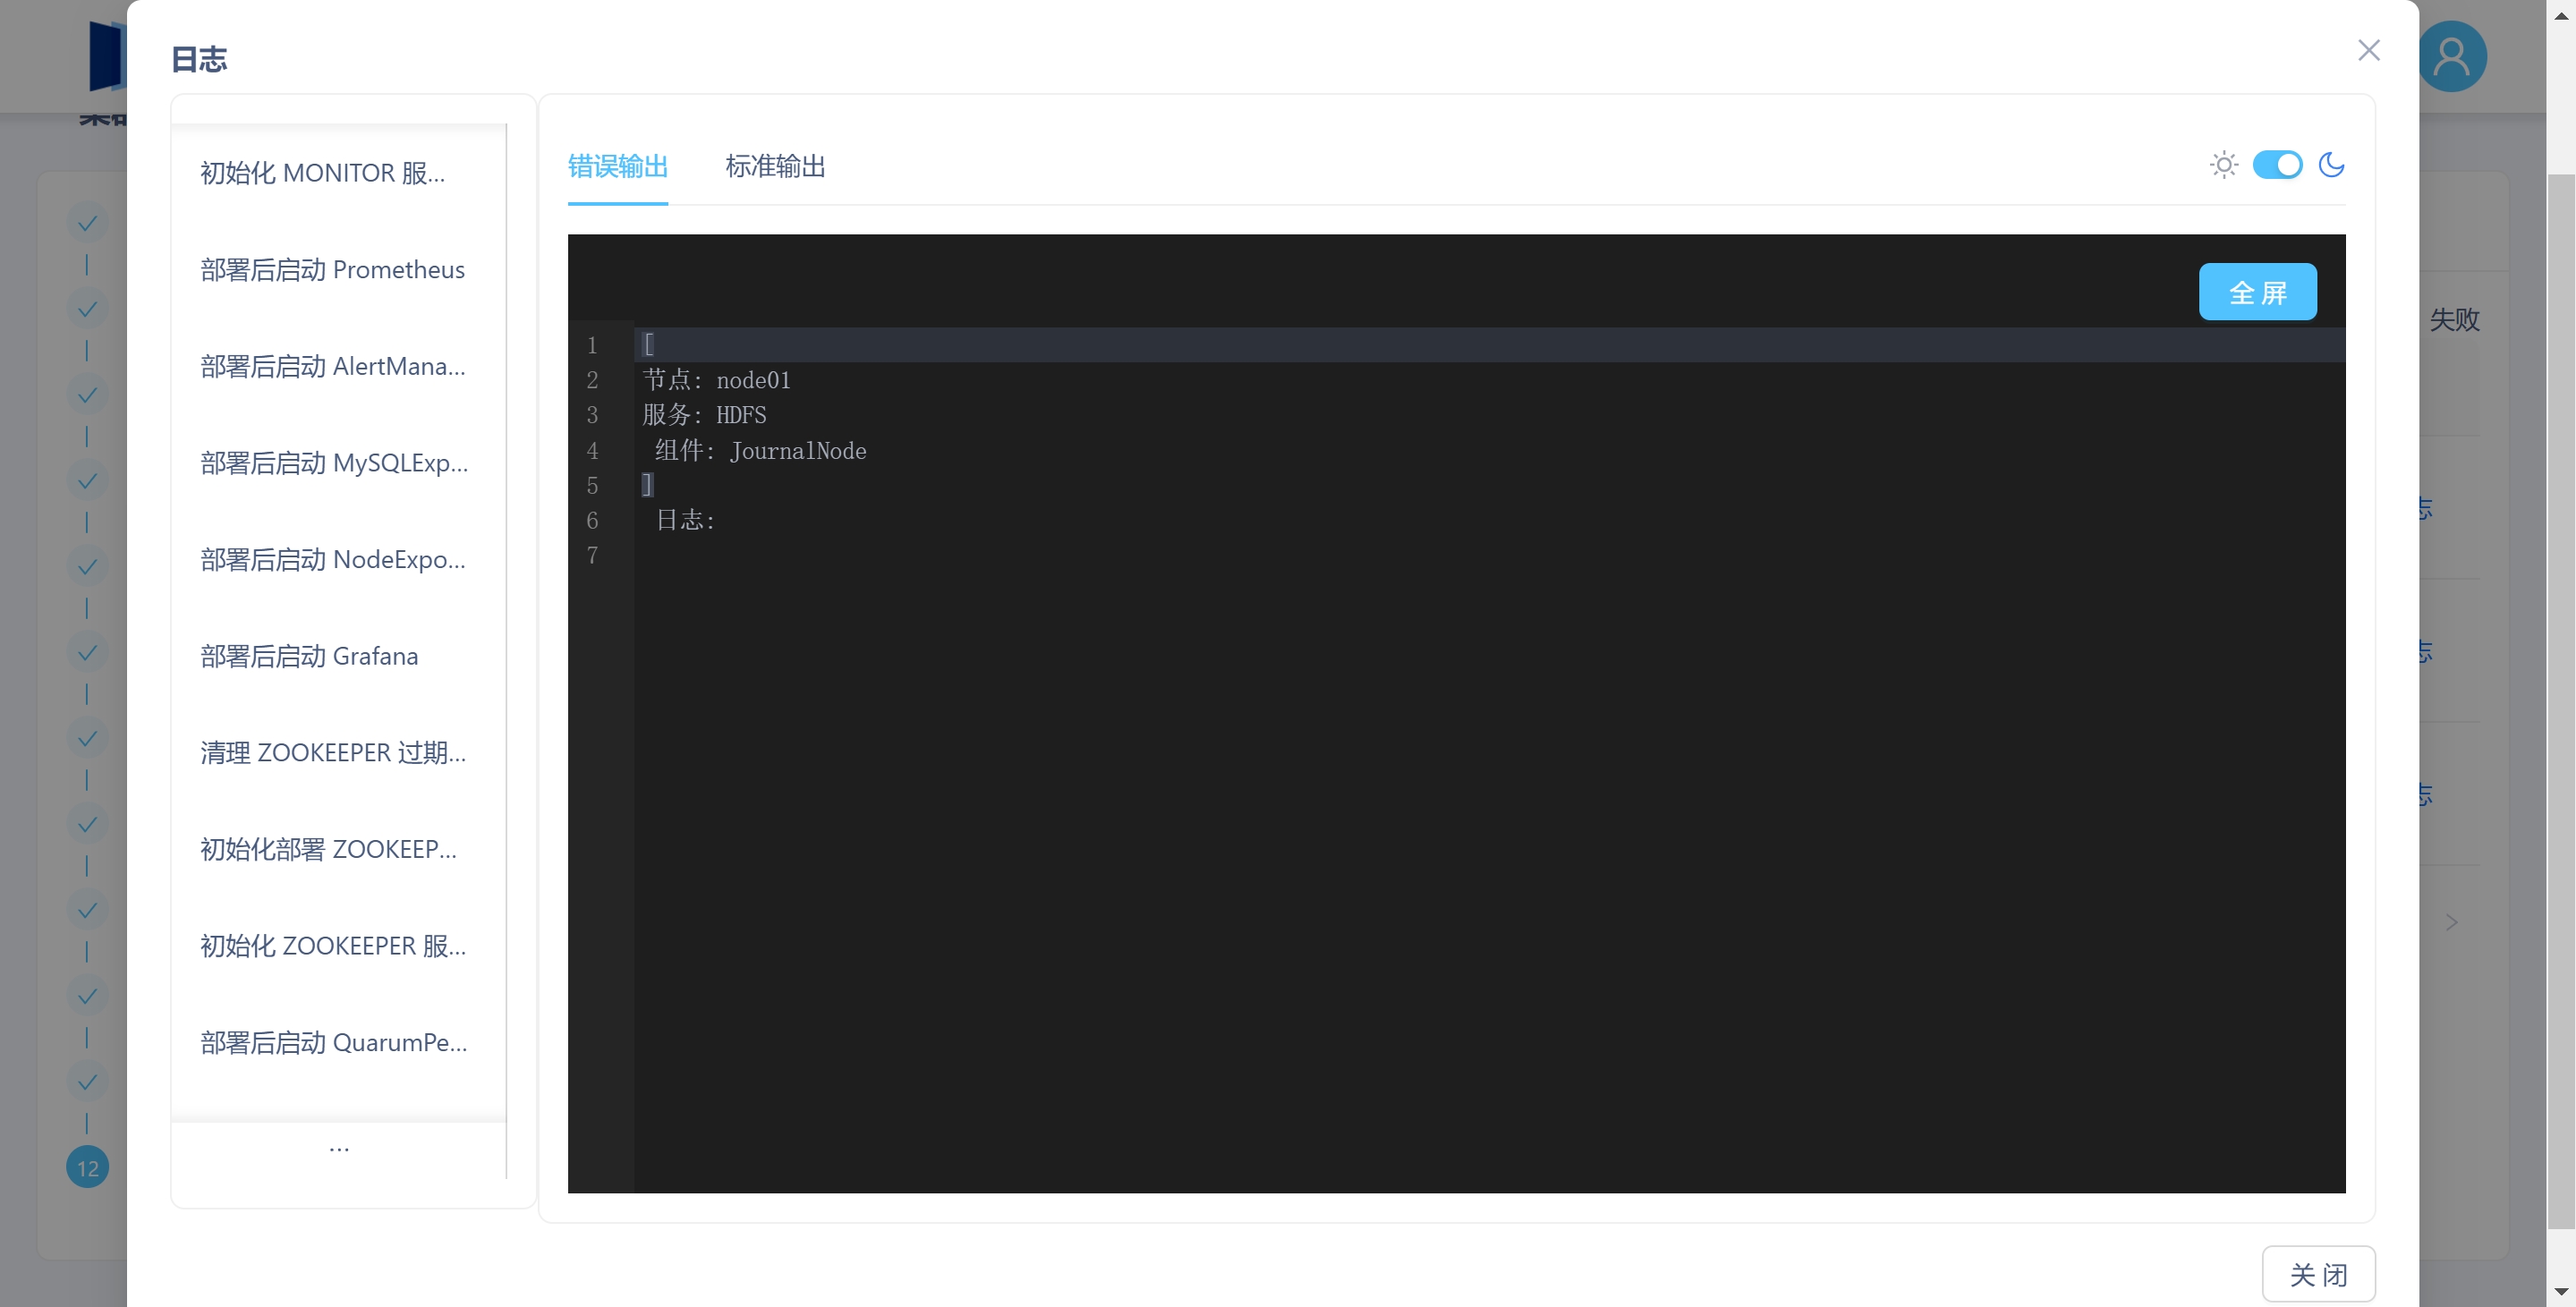 日志
初始化 MONITOR 服...
部署后启动 Prometheus
部署后启动 AlertMana...
部署后启动 MySQLExp...
部署后启动 NodeExpo...
部署后启动 Grafana
清理 ZOOKEEPER 过期...
初始化部署 ZOOKEEP...
初始化 ZOOKEEPER 服...
部署后启动 QuarumPe...
...
错误输出 标准输出
全 屏
1 [
2 节点: node01
3 服务: HDFS
4 组件: JournalNode
5 ]
6 日志:
7
关 闭
12
失败
志
志
志